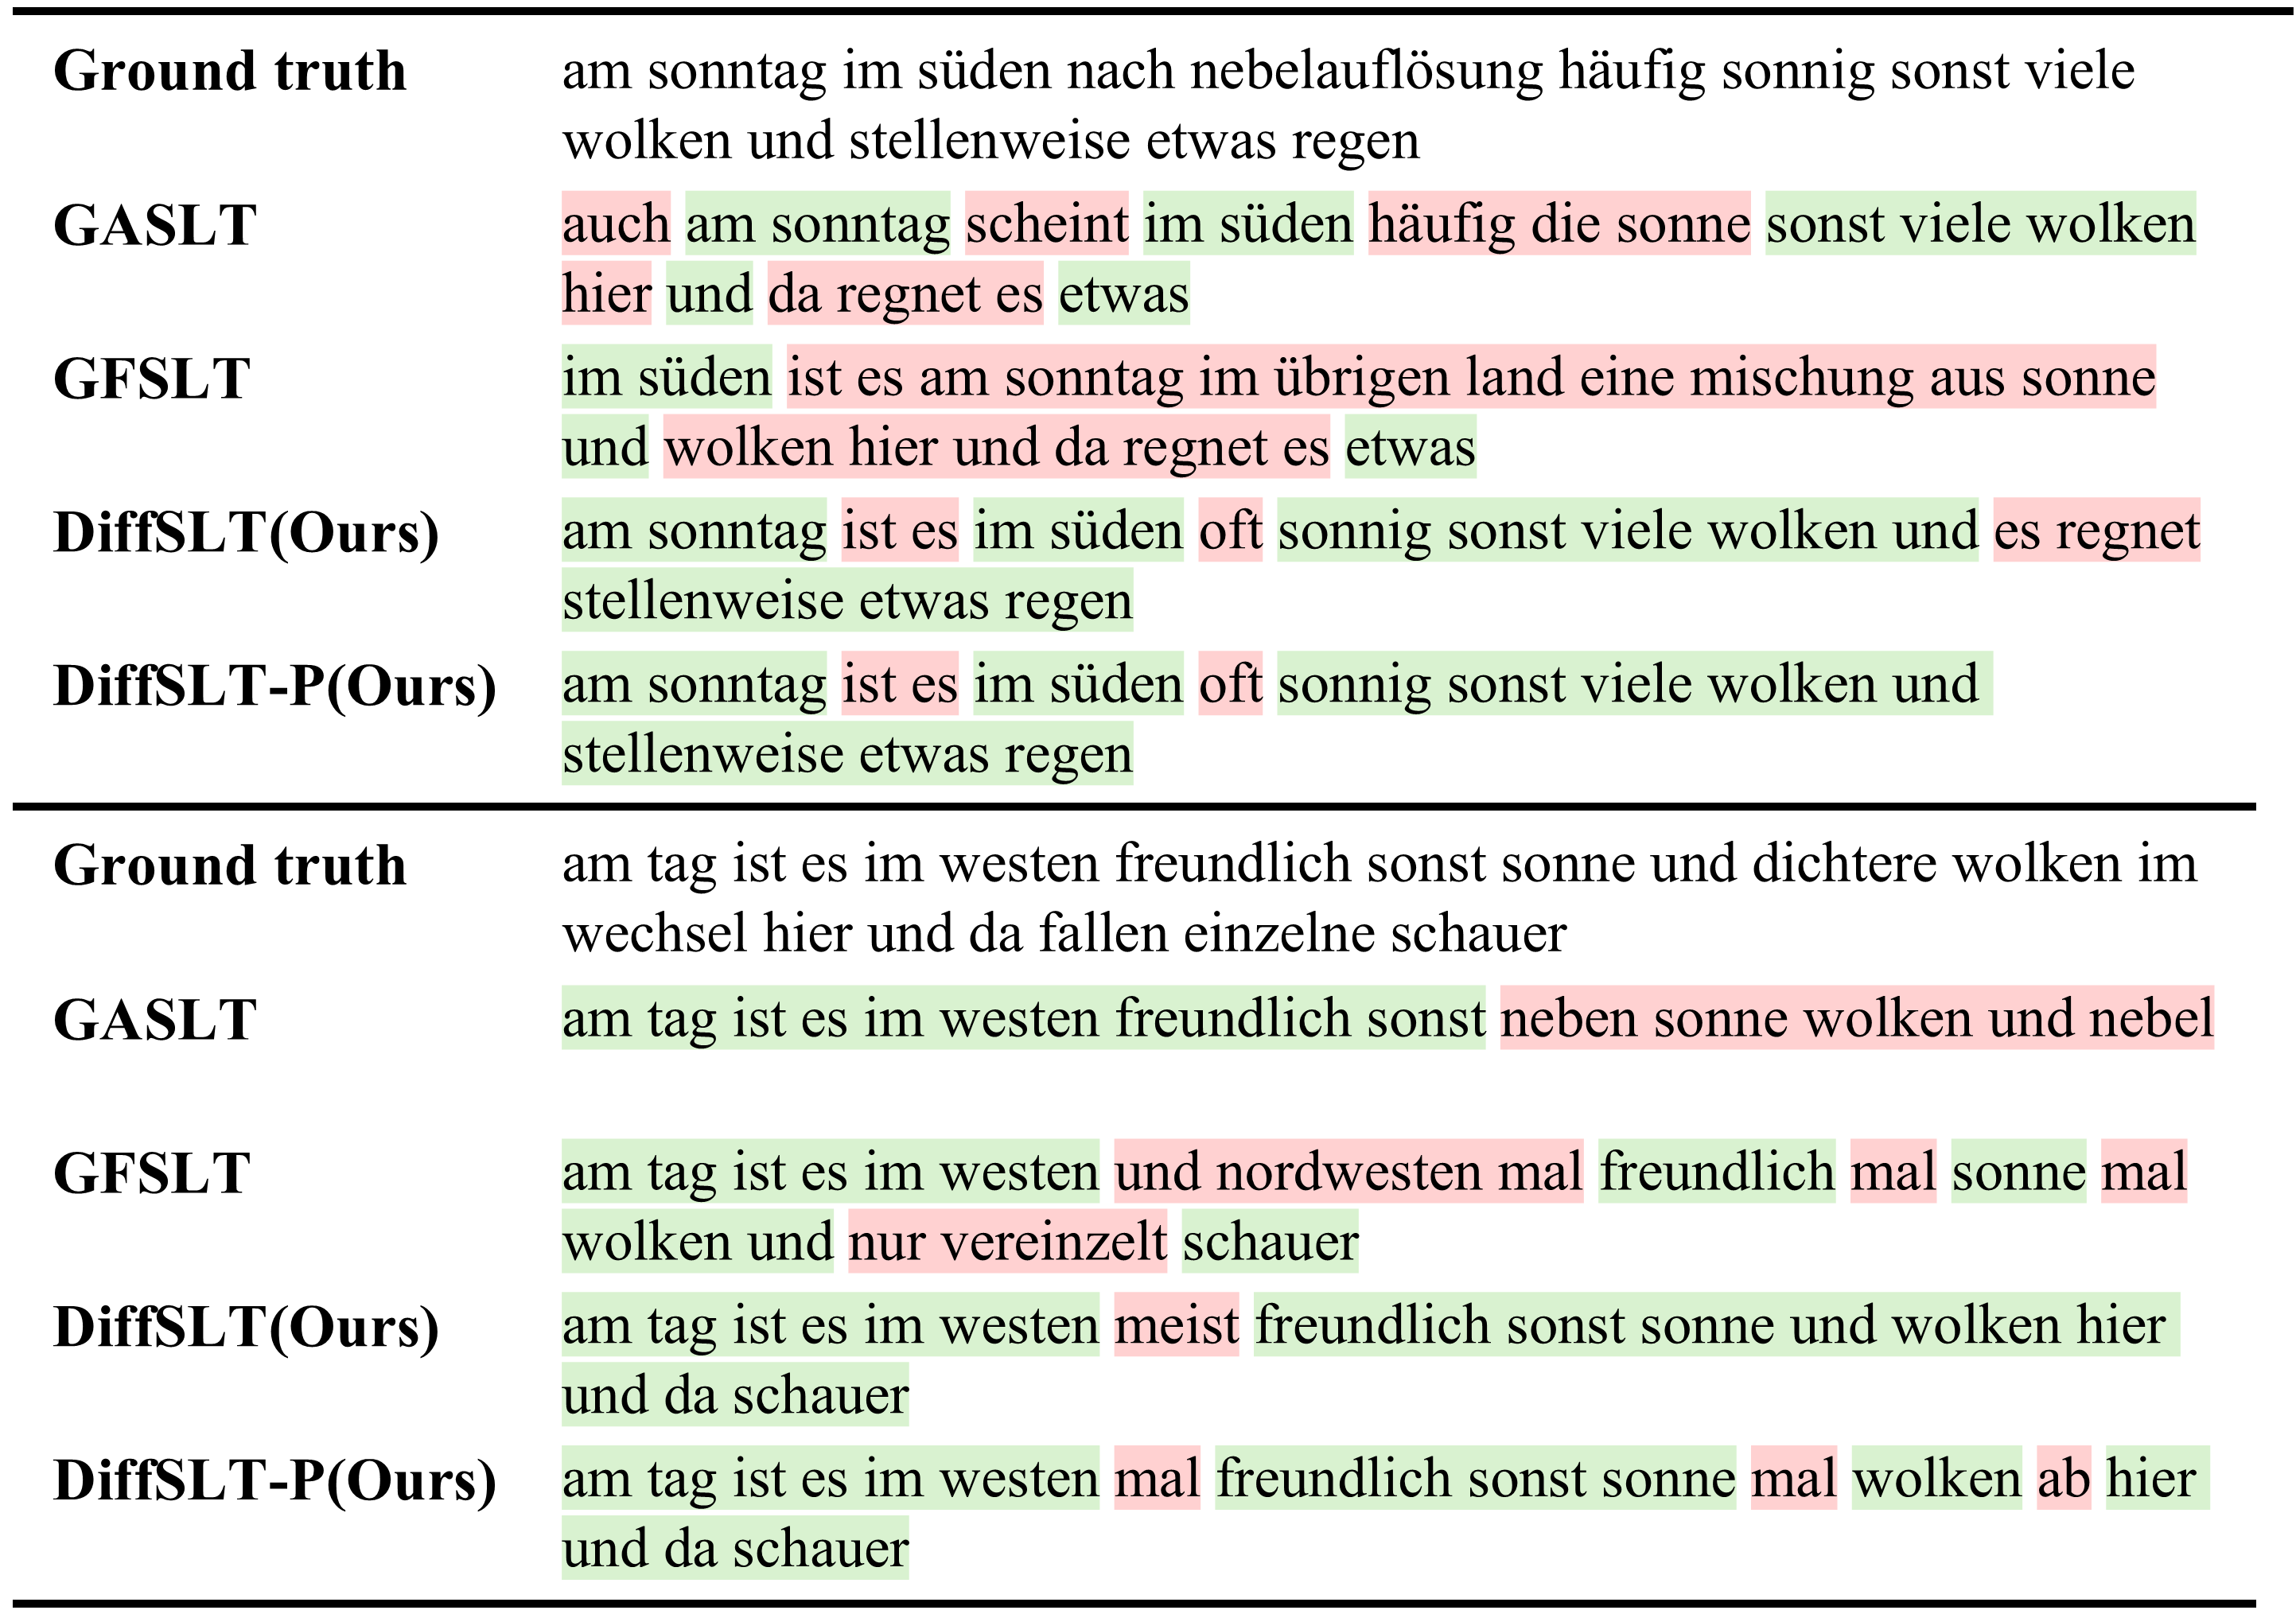 Ground truth am sonntag im süden nach nebelauflösung häufig sonnig sonst viele
wolken und stellenweise etwas regen
GASLT auch am sonntag scheint im süden häufig die sonne sonst viele wolken
hier und da regnet es etwas
GFSLT im süden ist es am sonntag im übrigen land eine mischung aus sonne
und wolken hier und da regnet es etwas
DiffSLT(Ours) am sonntag ist es im süden oft sonnig sonst viele wolken und es regnet
stellenweise etwas regen
DiffSLT-P(Ours) am sonntag ist es im süden oft sonnig sonst viele wolken und
stellenweise etwas regen
Ground truth am tag ist es im westen freundlich sonst sonne und dichtere wolken im
wechsel hier und da fallen einzelne schauer
GASLT am tag ist es im westen freundlich sonst neben sonne wolken und nebel
GFSLT am tag ist es im westen und nordwesten mal freundlich mal sonne mal
wolken und nur vereinzelt schauer
DiffSLT(Ours) am tag ist es im westen meist freundlich sonst sonne und wolken hier
und da schauer
DiffSLT-P(Ours) am tag ist es im westen mal freundlich sonst sonne mal wolken ab hier
und da schauer